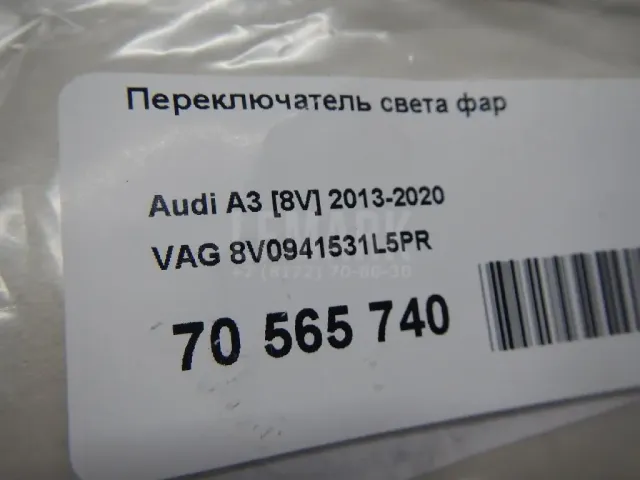 Переключатель света фар
Audi A3 [8V] 2013-2020
VAG 8V0941531L5PR
70 565 740